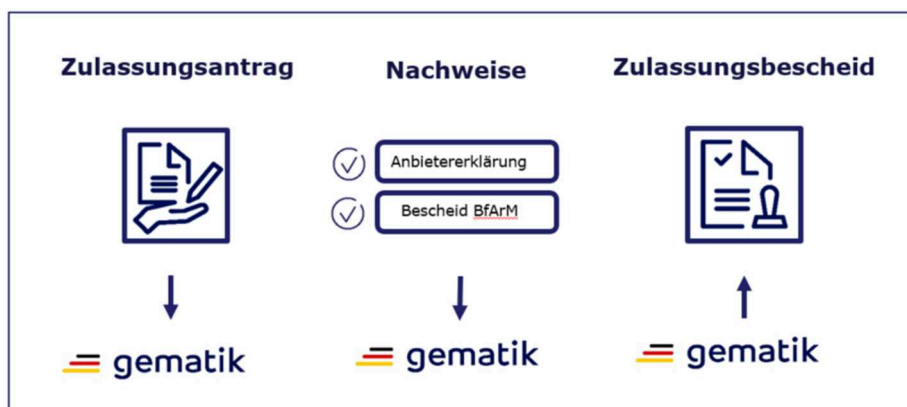 Zulassungsantrag
Nachweise
Zulassungsbescheid
Anbietererklärung
Bescheid BfArM
gematik
gematik
gematik